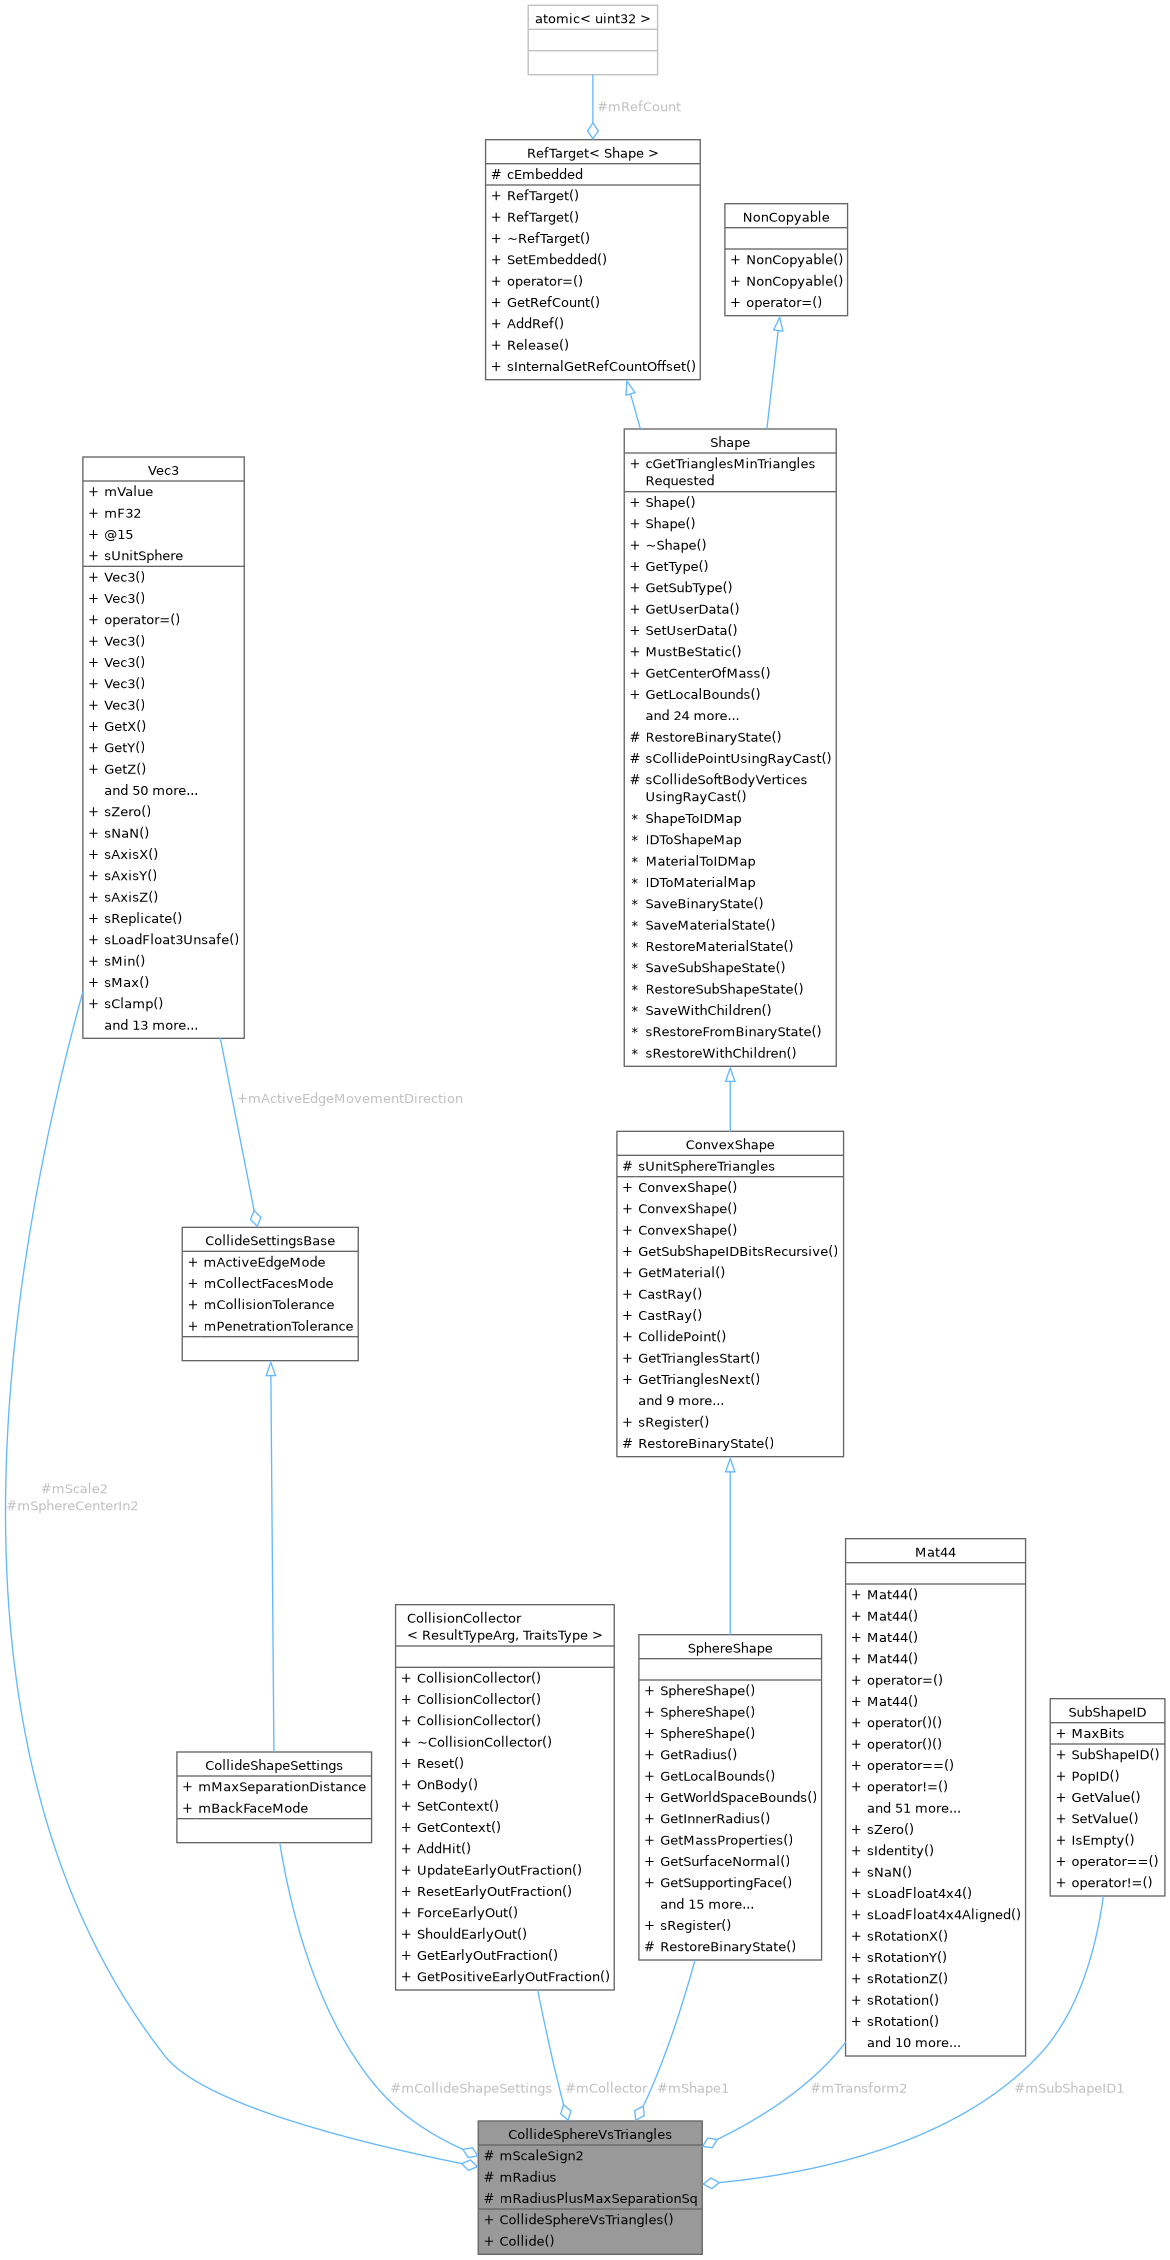 atomic< uint32 >
#mRefCount
RefTarget< Shape >
# cEmbedded
+ RefTarget()
+ RefTarget()
+ ~RefTarget()
+ SetEmbedded()
+ operator=()
+ GetRefCount()
+ AddRef()
+ Release()
+ sInternalGetRefCountOffset()
NonCopyable
+ NonCopyable()
+ NonCopyable()
+ operator=()
Shape
+ cGetTrianglesMinTriangles
Requested
+ Shape()
+ Shape()
+ ~Shape()
+ GetType()
+ GetSubType()
+ GetUserData()
+ SetUserData()
+ MustBeStatic()
+ GetCenterOfMass()
+ GetLocalBounds()
and 24 more...
# RestoreBinaryState()
# sCollidePointUsingRayCast()
# sCollideSoftBodyVertices
UsingRayCast()
* ShapeToIDMap
* IDToShapeMap
* MaterialToIDMap
* IDToMaterialMap
* SaveBinaryState()
* SaveMaterialState()
* RestoreMaterialState()
* SaveSubShapeState()
* RestoreSubShapeState()
* SaveWithChildren()
* sRestoreFromBinaryState()
* sRestoreWithChildren()
Vec3
+ mValue
+ mF32
+ @15
+ sUnitSphere
+ Vec3()
+ Vec3()
+ operator=()
+ Vec3()
+ Vec3()
+ Vec3()
+ Vec3()
+ GetX()
+ GetY()
+ GetZ()
and 50 more...
+ sZero()
+ sNaN()
+ sAxisX()
+ sAxisY()
+ sAxisZ()
+ sReplicate()
+ sLoadFloat3Unsafe()
+ sMin()
+ sMax()
+ sClamp()
and 13 more...
+mActiveEdgeMovementDirection
ConvexShape
# sUnitSphereTriangles
+ ConvexShape()
+ ConvexShape()
+ ConvexShape()
+ GetSubShapeIDBitsRecursive()
+ GetMaterial()
+ CastRay()
+ CastRay()
+ CollidePoint()
+ GetTrianglesStart()
+ GetTrianglesNext()
and 9 more...
+ sRegister()
# RestoreBinaryState()
CollideSettingsBase
+ mActiveEdgeMode
+ mCollectFacesMode
+ mCollisionTolerance
+ mPenetrationTolerance
#mScale2
#mSphereCenterIn2
CollideShapeSettings
+ mMaxSeparationDistance
+ mBackFaceMode
CollisionCollector
< ResultTypeArg, TraitsType >
+ CollisionCollector()
+ CollisionCollector()
+ CollisionCollector()
+ ~CollisionCollector()
+ Reset()
+ OnBody()
+ SetContext()
+ GetContext()
+ AddHit()
+ UpdateEarlyOutFraction()
+ ResetEarlyOutFraction()
+ ForceEarlyOut()
+ ShouldEarlyOut()
+ GetEarlyOutFraction()
+ GetPositiveEarlyOutFraction()
SphereShape
+ SphereShape()
+ SphereShape()
+ SphereShape()
+ GetRadius()
+ GetLocalBounds()
+ GetWorldSpaceBounds()
+ GetInnerRadius()
+ GetMassProperties()
+ GetSurfaceNormal()
+ GetSupportingFace()
and 15 more...
+ sRegister()
# RestoreBinaryState()
Mat44
+ Mat44()
+ Mat44()
+ Mat44()
+ Mat44()
+ operator=()
+ Mat44()
+ operator()()
+ operator()()
+ operator==()
+ operator!=()
and 51 more...
+ sZero()
+ sIdentity()
+ sNaN()
+ sLoadFloat4x4()
+ sLoadFloat4x4Aligned()
+ sRotationX()
+ sRotationY()
+ sRotationZ()
+ sRotation()
+ sRotation()
and 10 more...
SubShapeID
+ MaxBits
+ SubShapeID()
+ PopID()
+ GetValue()
+ SetValue()
+ IsEmpty()
+ operator==()
+ operator!=()
#mCollideShapeSettings
#mCollector
#mShape1
#mTransform2
#mSubShapeID1
CollideSphereVsTriangles
# mScaleSign2
# mRadius
# mRadiusPlusMaxSeparationSq
+ CollideSphereVsTriangles()
+ Collide()